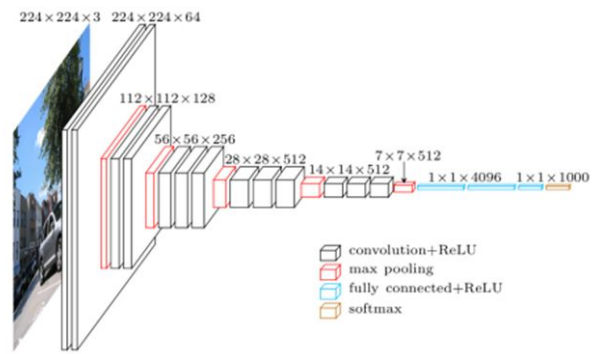 224×224×3 224×224×64
112×112×128
56×56×256
28×28×512
14×14×512
7×7×512
1×1×4096 1×1×1000
convolution+ReLU
max pooling
fully connected+ReLU
softmax